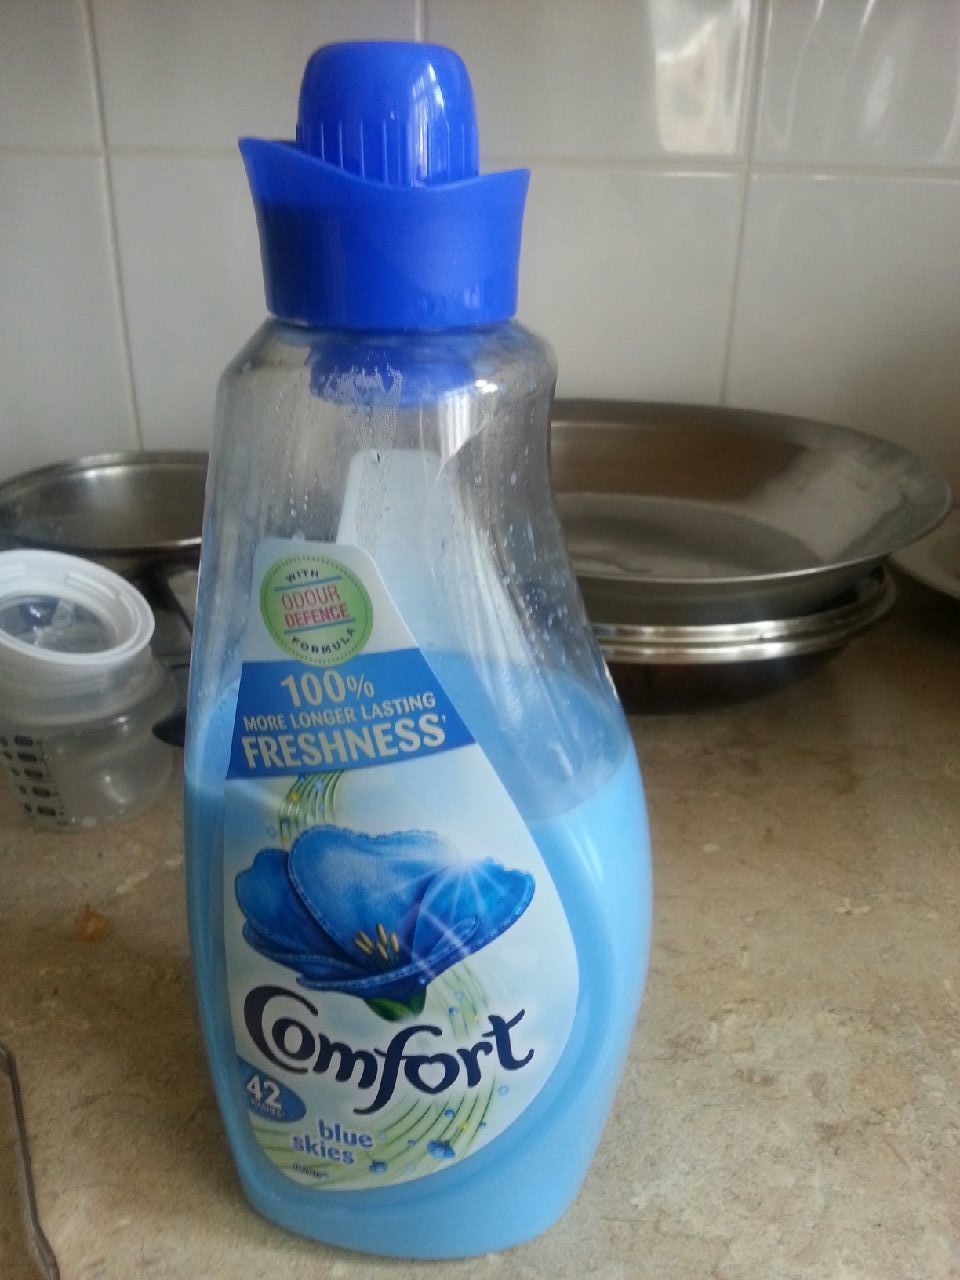 WITH
ODOUR
DEFENCE
FORMULA
100%
MORE LONGER LASTING
FRESHNESS
Comfort
42
blue
skies